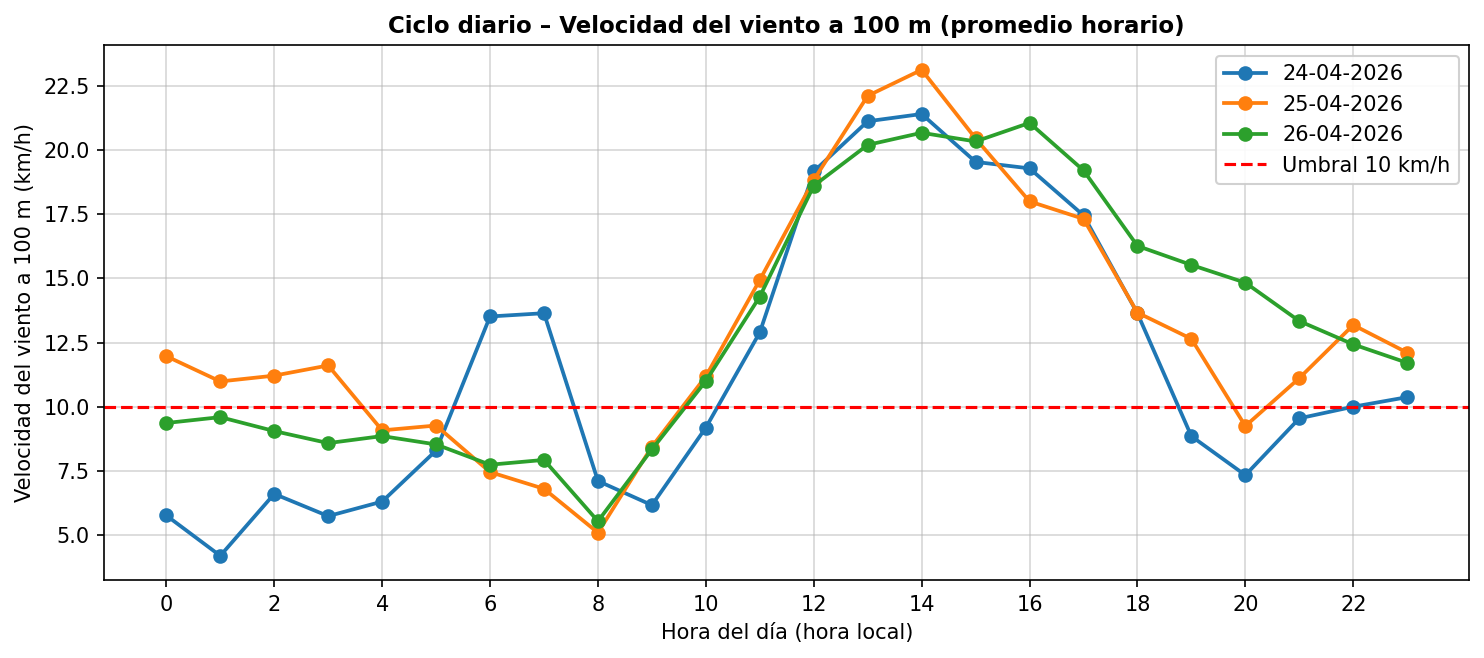 Ciclo diario – Velocidad del viento a 100 m (promedio horario)
24-04-2026
25-04-2026
26-04-2026
Umbral 10 km/h
Velocidad del viento a 100 m (km/h)
22.5
20.0
17.5
15.0
12.5
10.0
7.5
5.0
0 2 4 6 8 10 12 14 16 18 20 22
Hora del día (hora local)